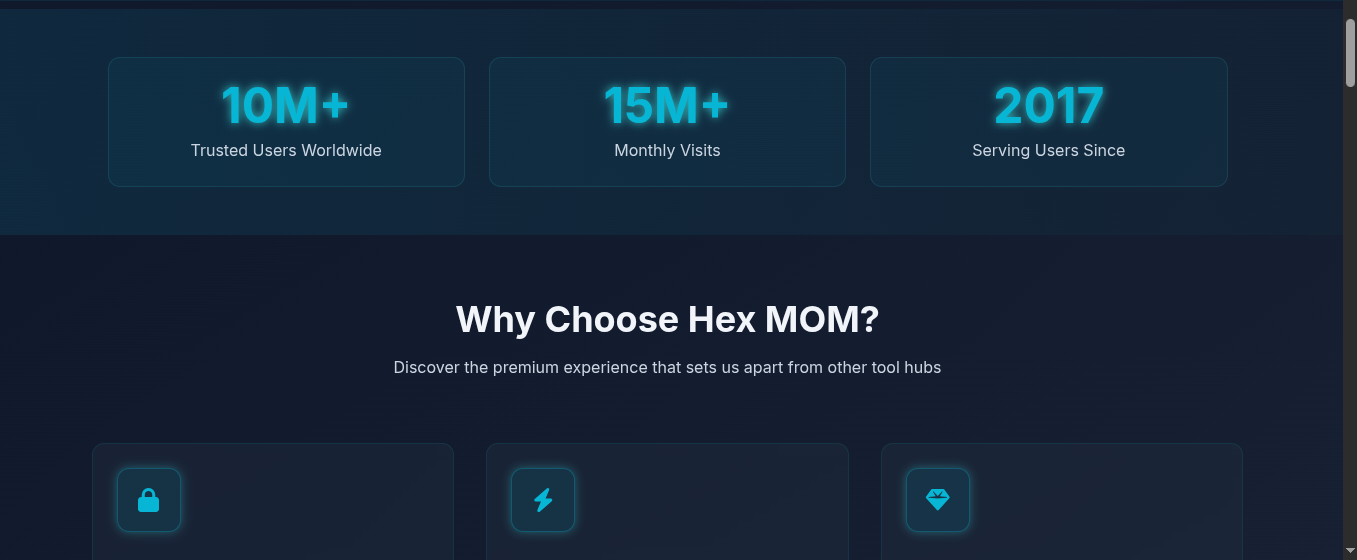 10M+
Trusted Users Worldwide
15M+
Monthly Visits
2017
Serving Users Since
Why Choose Hex MOM?
Discover the premium experience that sets us apart from other tool hubs